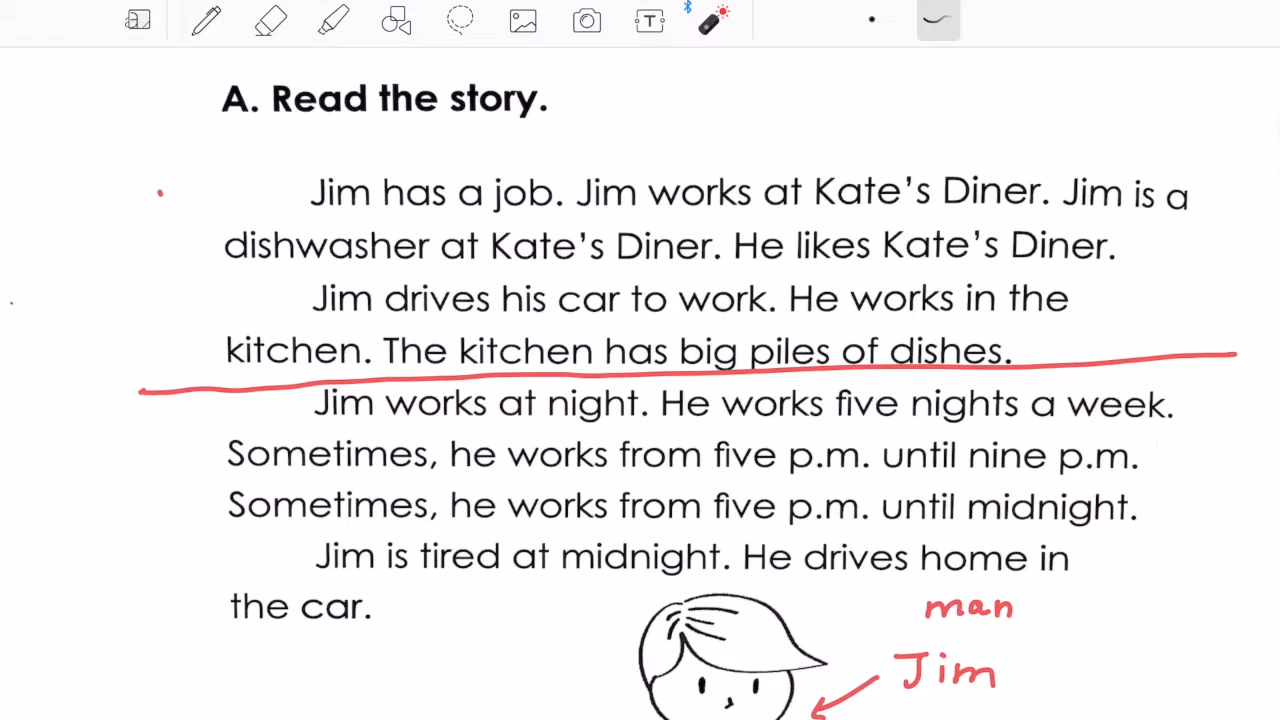 T
A. Read the story.
Jim has a job. Jim works at Kate's Diner. Jim is a
dishwasher at Kate's Diner. He likes Kate's Diner.
Jim drives his car to work. He works in the
kitchen. The kitchen has big piles of dishes.
Jim works at night. He works five nights a week.
Sometimes, he works from five p.m. until nine p.m.
Sometimes, he works from five p.m. until midnight.
Jim is tired at midnight. He drives home in
the car.
man
Jim